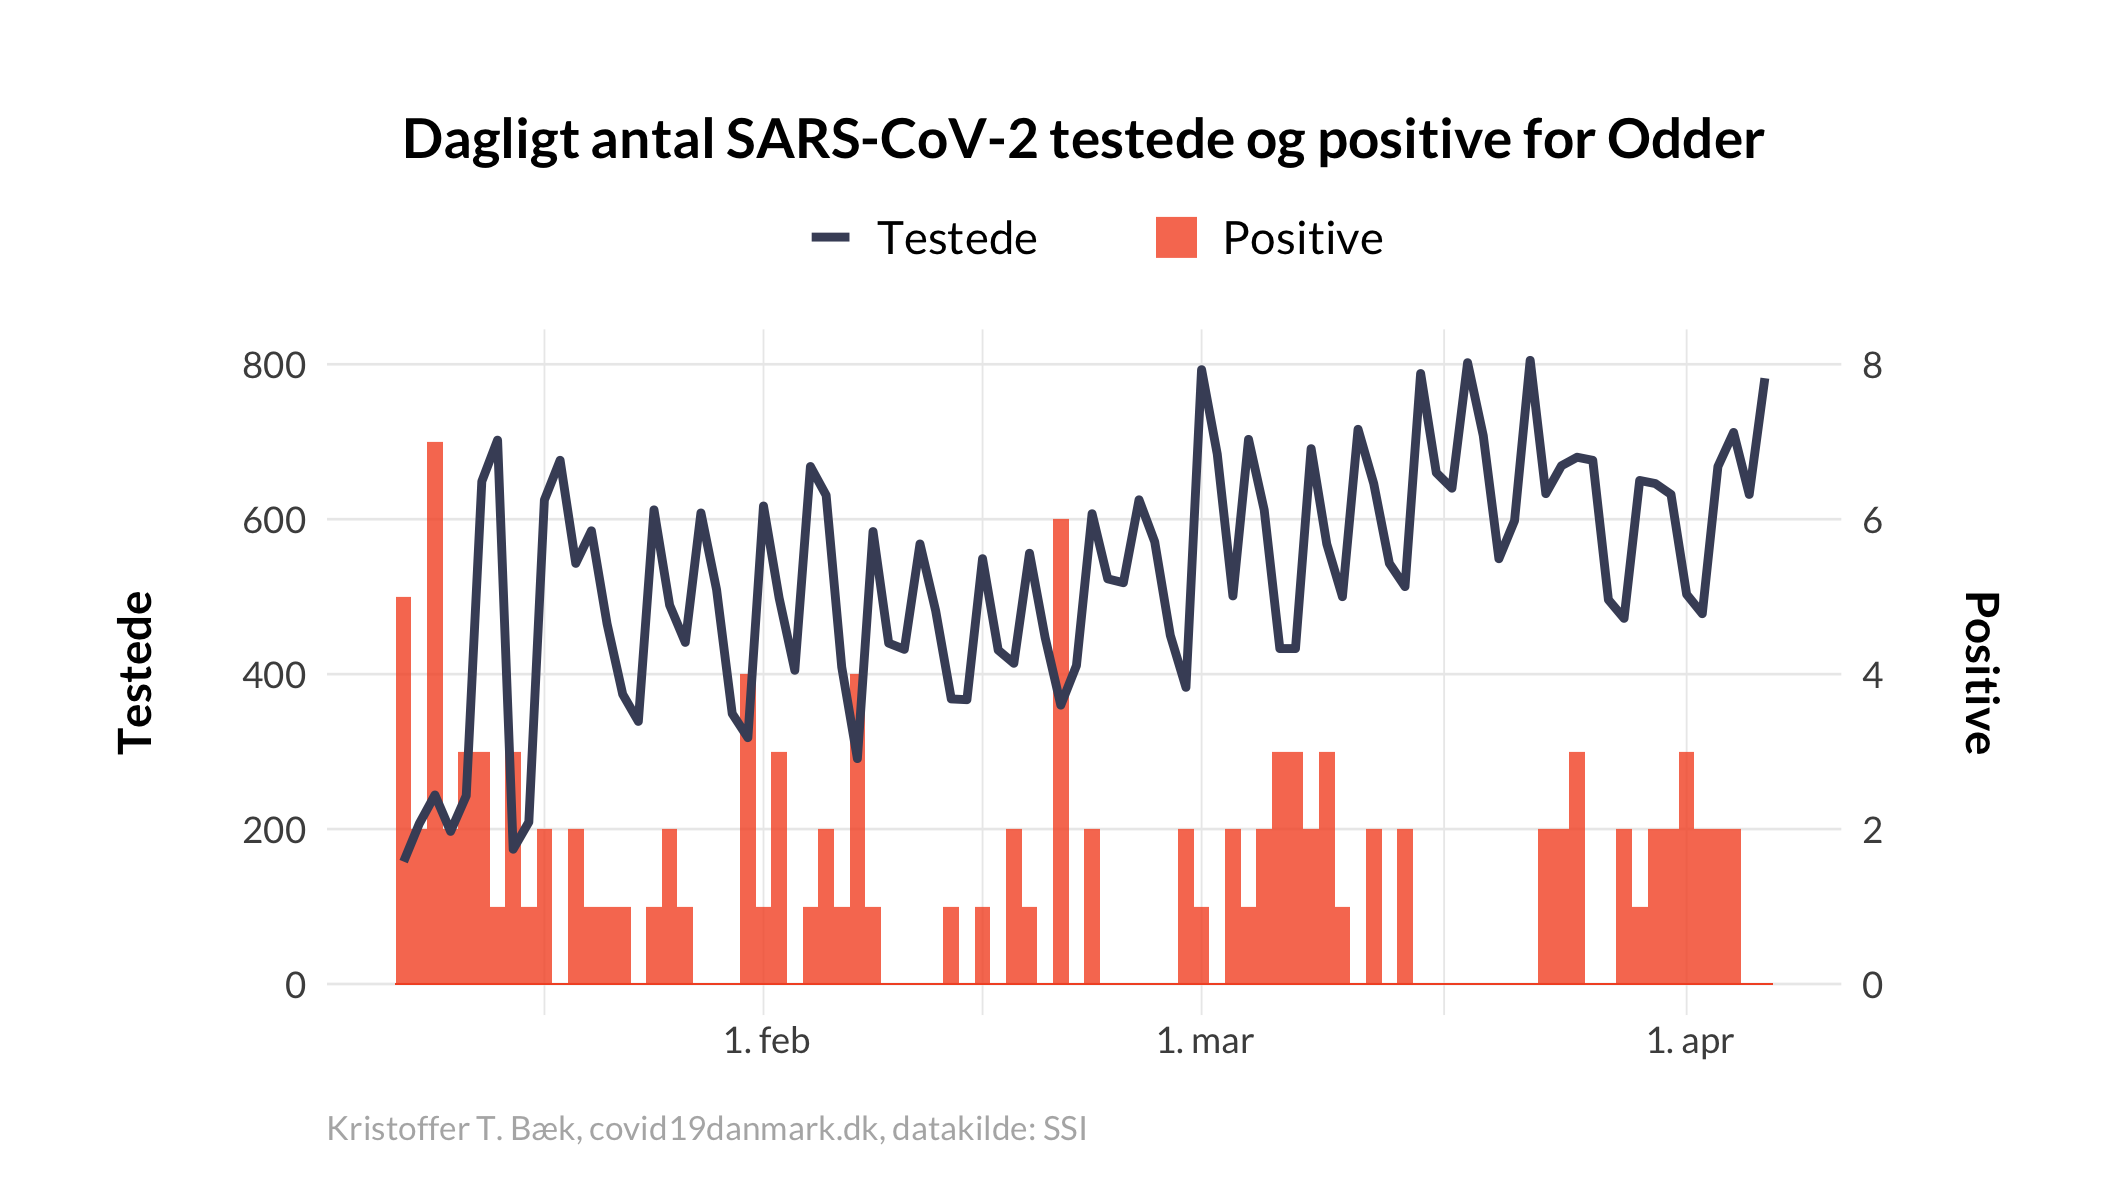 Dagligt antal SARS-CoV-2 testede og positive for Odder
Testede Positive
800 8
600 6
400 4
200 2
0 0
Testede
Positive
1. feb 1. mar 1. apr
Kristoffer T. Bæk, covid19danmark.dk, datakilde: SSI